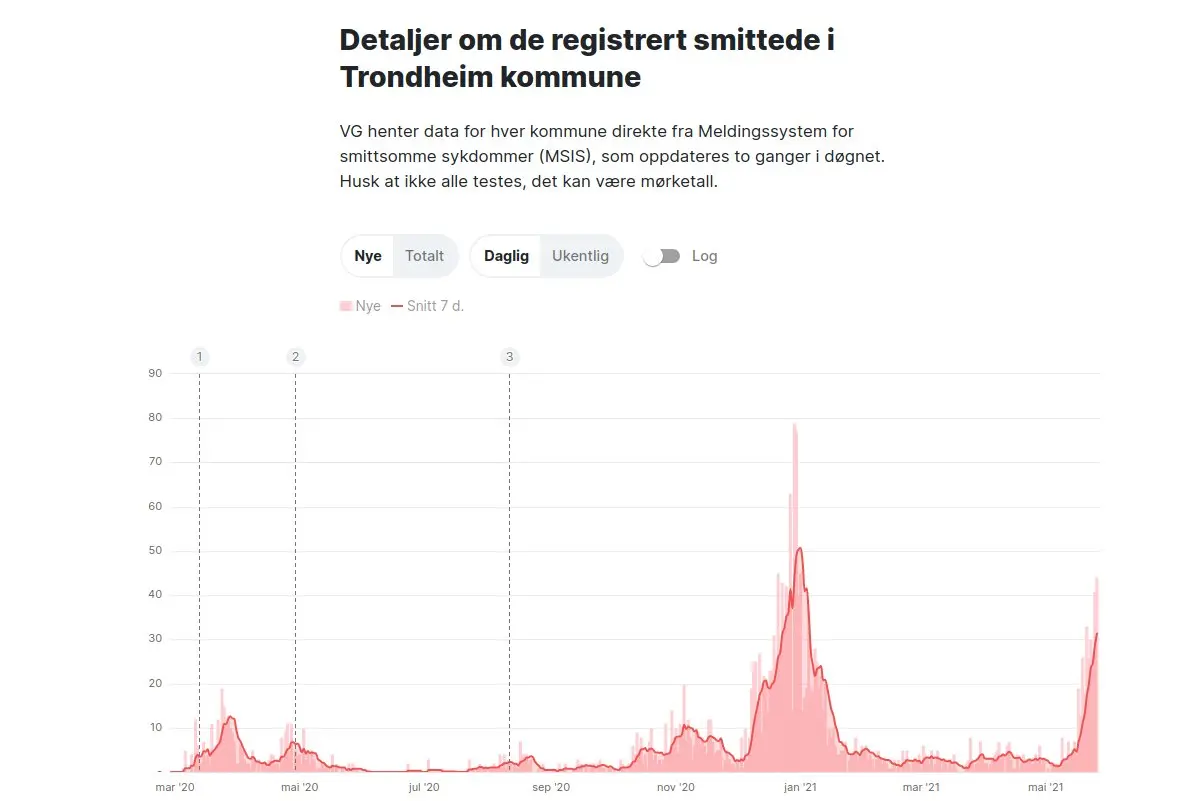 Detaljer om de registrert smittede i
Trondheim kommune
VG henter data for hver kommune direkte fra Meldingssystem for
smittsomme sykdommer (MSIS), som oppdateres to ganger i døgnet.
Husk at ikke alle testes, det kan være mørketall.
Nye Totalt Daglig Ukentlig Log
Nye Snitt 7 d.
1 2 3
90
80
70
60
50
40
30
20
10
-
mar '20 mai '20 jul '20 sep '20 nov '20 jan '21 mar '21 mai '21